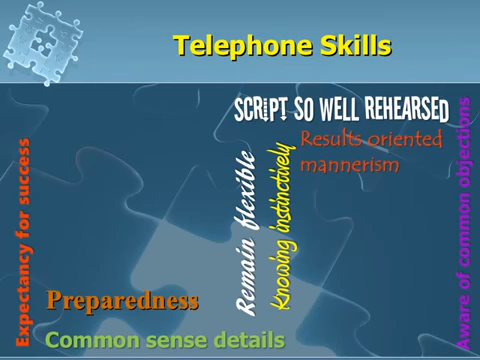 Telephone Skills
SCRIPT SO WELL REHEARSED
Results oriented
mannerism
Aware of common objections
Knowing instinctively
Remain flexible
Expectancy for success
Preparedness
Common sense details